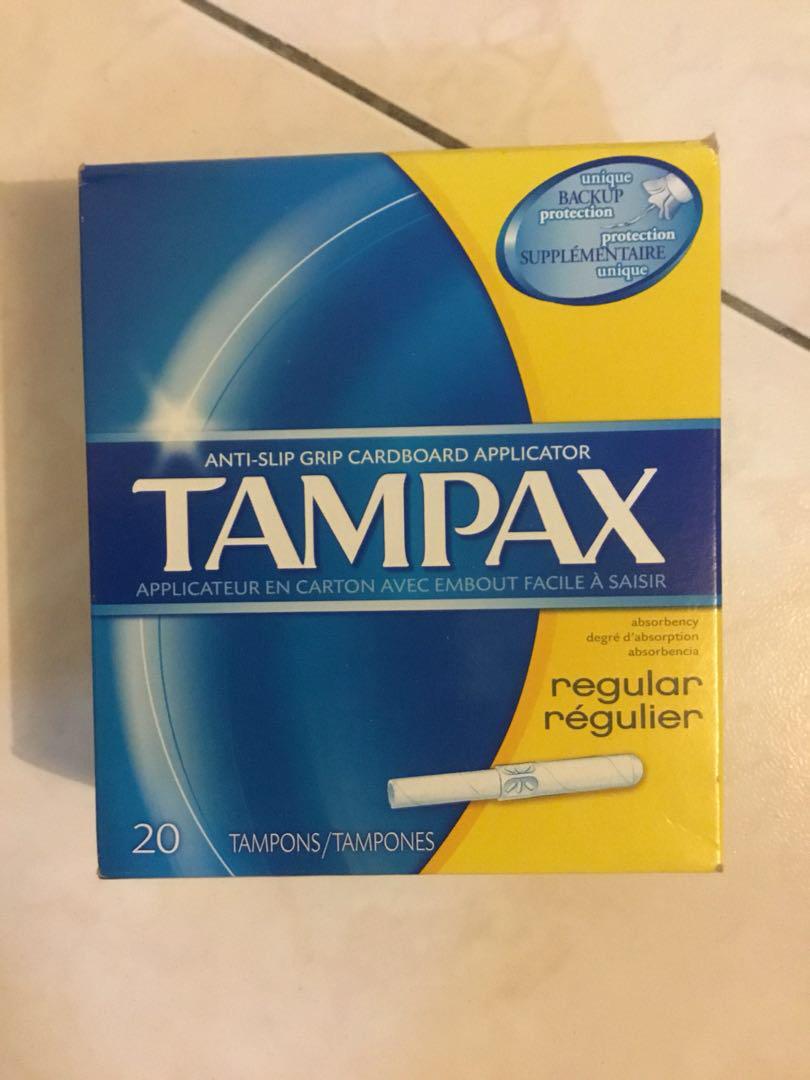 unique
BACKUP
protection
protection
SUPPLÉMENTAIRE
unique
ANTI-SLIP GRIP CARDBOARD APPLICATOR
TAMPAX
APPLICATEUR EN CARTON AVEC EMBOUT FACILE À SAISIR
absorbency
degré d'absorption
absorbencia
regular
régulier
20 TAMPONS/TAMPONES